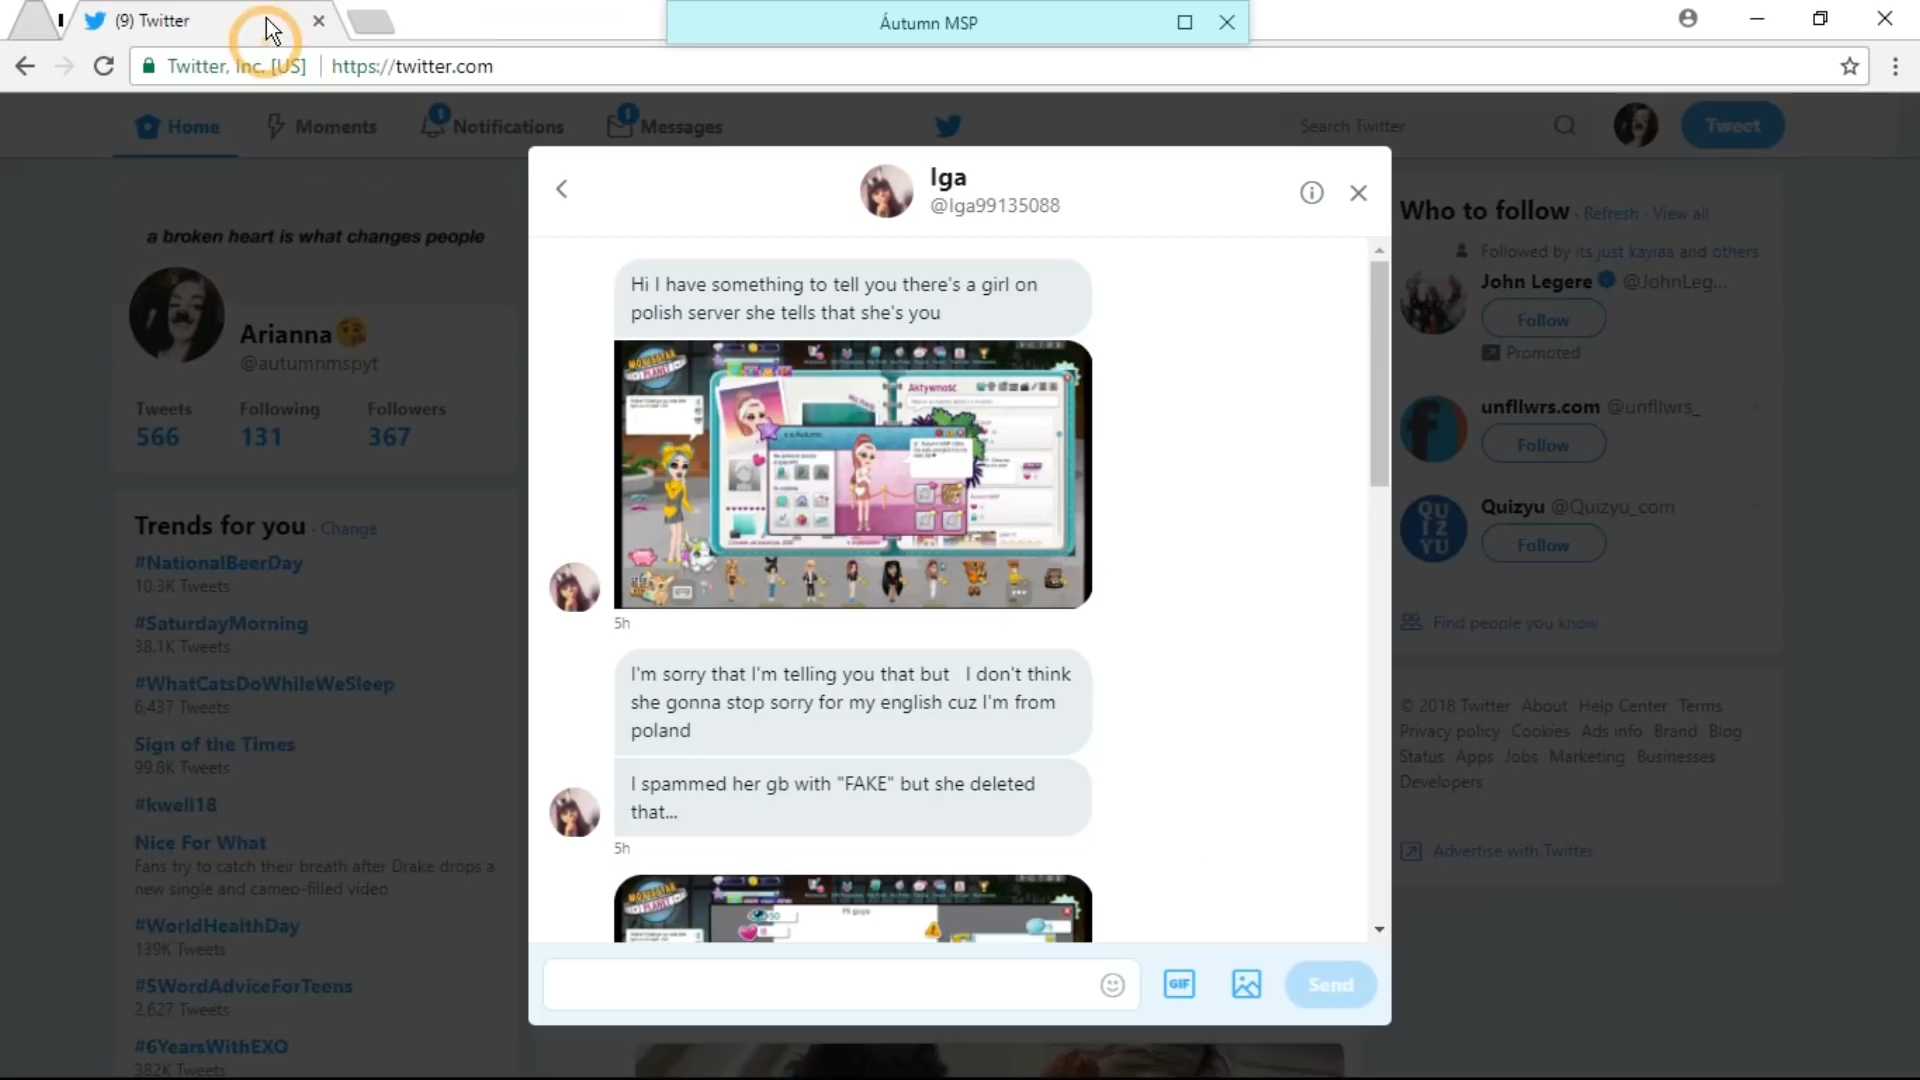 (9) Twitter
Áutumn MSP
Twitter, Inc. [US]
https://twitter.com
Home
Moments
1
Notifications
1
Messages
Search Twitter
Tweet
a broken heart is what changes people
Arianna😘
@autumnmspyt
Tweets Following Followers
566 131 367
Trends for you · Change
#NationalBeerDay
10.3K Tweets
#SaturdayMorning
38.1K Tweets
#WhatCatsDoWhileWeSleep
6,437 Tweets
Sign of the Times
99.8K Tweets
#kwell18
Nice For What
Fans try to catch their breath after Drake drops a
new single and cameo-filled video
#WorldHealthDay
139K Tweets
#5WordAdviceForTeens
2,627 Tweets
#6YearsWithEXO
382K Tweets
Iga
@Iga99135088
Hi I have something to tell you there's a girl on
polish server she tells that she's you
Aktywność
5h
I'm sorry that I'm telling you that but I don't think
she gonna stop sorry for my english cuz I'm from
poland
I spammed her gb with "FAKE" but she deleted
that...
5h
GIF
Send
Who to follow · Refresh · View all
Followed by its just kayiaa and others
John Legere @JohnLeg...
Follow
Promoted
unfllwrs.com @unfllwrs_
Follow
QU
IZ
YU
Quizyu @Quizyu_com
Follow
Find people you know
© 2018 Twitter About Help Center Terms
Privacy policy Cookies Ads info Brand Blog
Status Apps Jobs Marketing Businesses
Developers
Advertise with Twitter